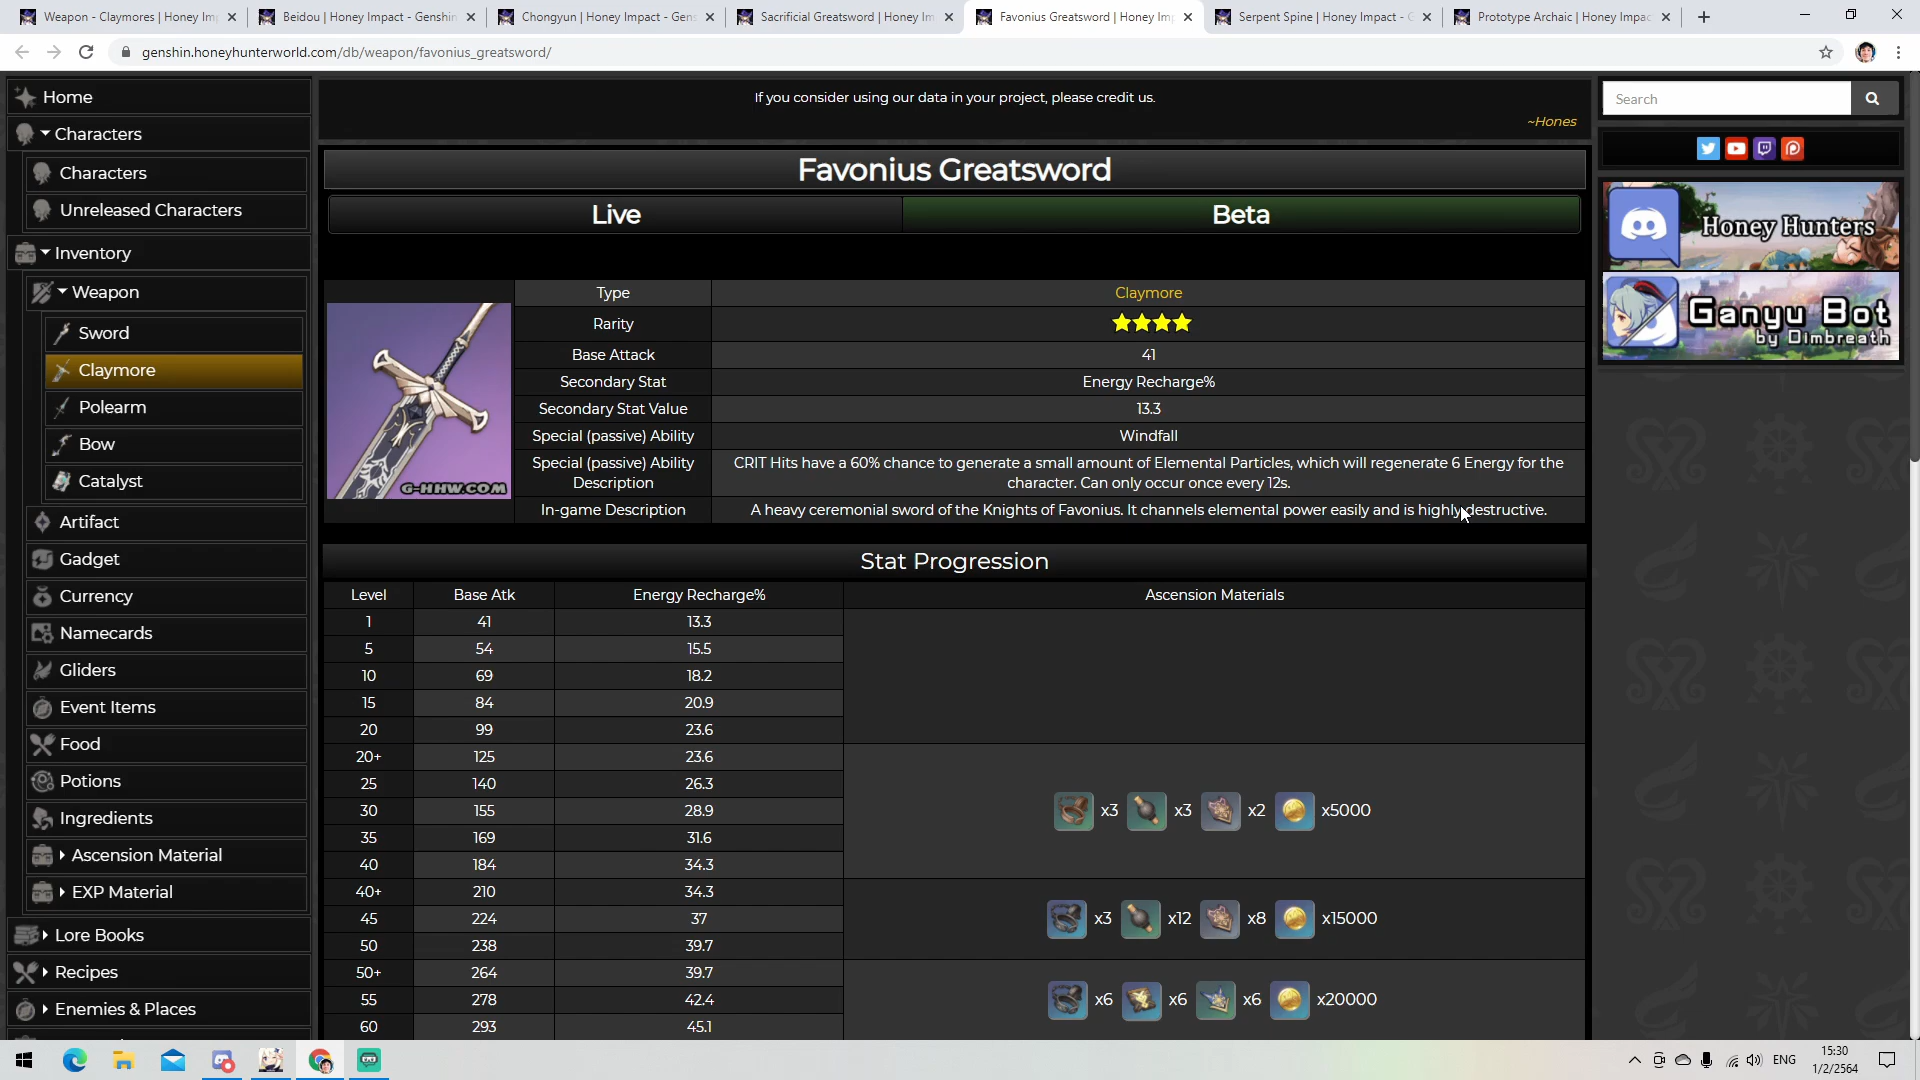 Weapon - Claymores | Honey Im
Beidou | Honey Impact - Genshin
Chongyun | Honey Impact - Gens
Sacrificial Greatsword | Honey Im
Favonius Greatsword | Honey Imp
Serpent Spine | Honey Impact - G
Prototype Archaic | Honey Impac
genshin.honeyhunterworld.com/db/weapon/favonius_greatsword/
Home
Characters
Characters
Unreleased Characters
Inventory
Weapon
Sword
Claymore
Polearm
Bow
Catalyst
Artifact
Gadget
Currency
Namecards
Gliders
Event Items
Food
Potions
Ingredients
Ascension Material
EXP Material
Lore Books
Recipes
Enemies & Places
If you consider using our data in your project, please credit us.
~Hones
Favonius Greatsword
Live Beta
G-HHW.COM
Type Claymore
Rarity
Base Attack 41
Secondary Stat Energy Recharge%
Secondary Stat Value 13.3
Special (passive) Ability Windfall
Special (passive) Ability Description
CRIT Hits have a 60% chance to generate a small amount of Elemental Particles, which will regenerate 6 Energy for the
character. Can only occur once every 12s.
In-game Description A heavy ceremonial sword of the Knights of Favonius. It channels elemental power easily and is highly destructive.
Stat Progression
Level Base Atk Energy Recharge% Ascension Materials
1 41 13.3
5 54 15.5
10 69 18.2
15 84 20.9
20 99 23.6
20+ 125 23.6
25 140 26.3
30 155 28.9 x3 x3 x2 x5000
35 169 31.6
40 184 34.3
40+ 210 34.3
45 224 37 x3 x12 x8 x15000
50 238 39.7
50+ 264 39.7
55 278 42.4 x6 x6 x6 x20000
60 293 45.1
Search
Honey Hunters
Ganyu Bot
by Dimbreath
ENG
15:30
1/2/2564